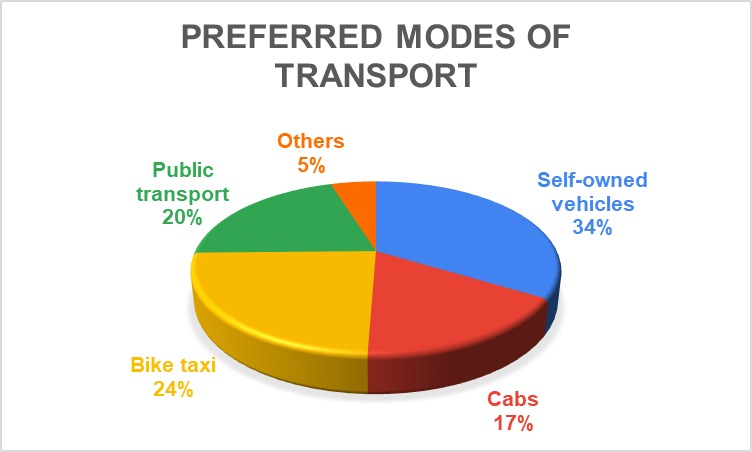 PREFERRED MODES OF
TRANSPORT
Others
5%
Public
transport
20%
Self-owned
vehicles
34%
Bike taxi
24%
Cabs
17%